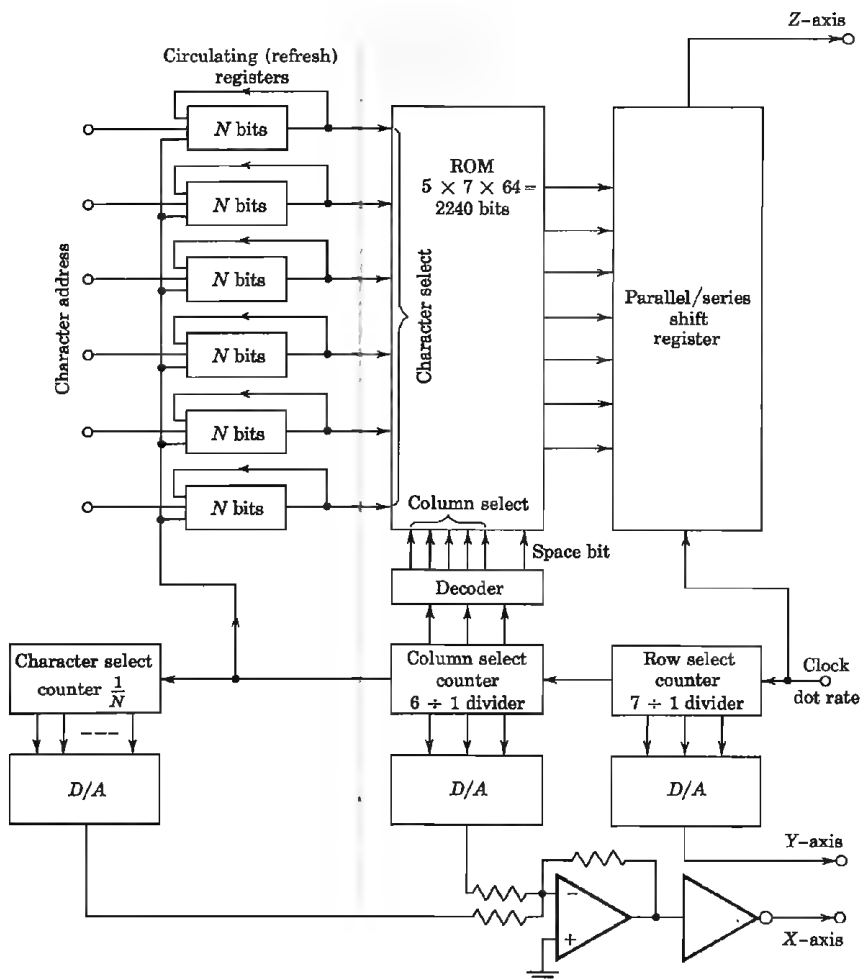 Z-axis
Circulating (refresh)
registers
N bits
N bits
N bits
N bits
N bits
N bits
Character address
ROM
5 × 7 × 64 =
2240 bits
Character select
Parallel/series
shift
register
Column select
Space bit
Decoder
Character select
counter 1/N
Column select
counter
6 ÷ 1 divider
Row select
counter
7 ÷ 1 divider
Clock
dot rate
D/A
D/A
D/A
Y-axis
−
+
X-axis